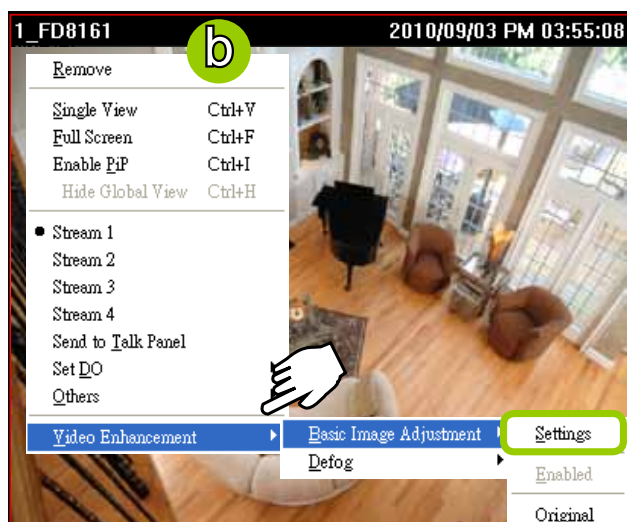 1_FD8161 2010/09/03 PM 03:55:08
b
Remove
Single View Ctrl+V
Full Screen Ctrl+F
Enable PiP Ctrl+I
Hide Global View Ctrl+H
Stream 1
Stream 2
Stream 3
Stream 4
Send to Talk Panel
Set DO
Others
Video Enhancement
Basic Image Adjustment
Defog
Settings
Enabled
Original